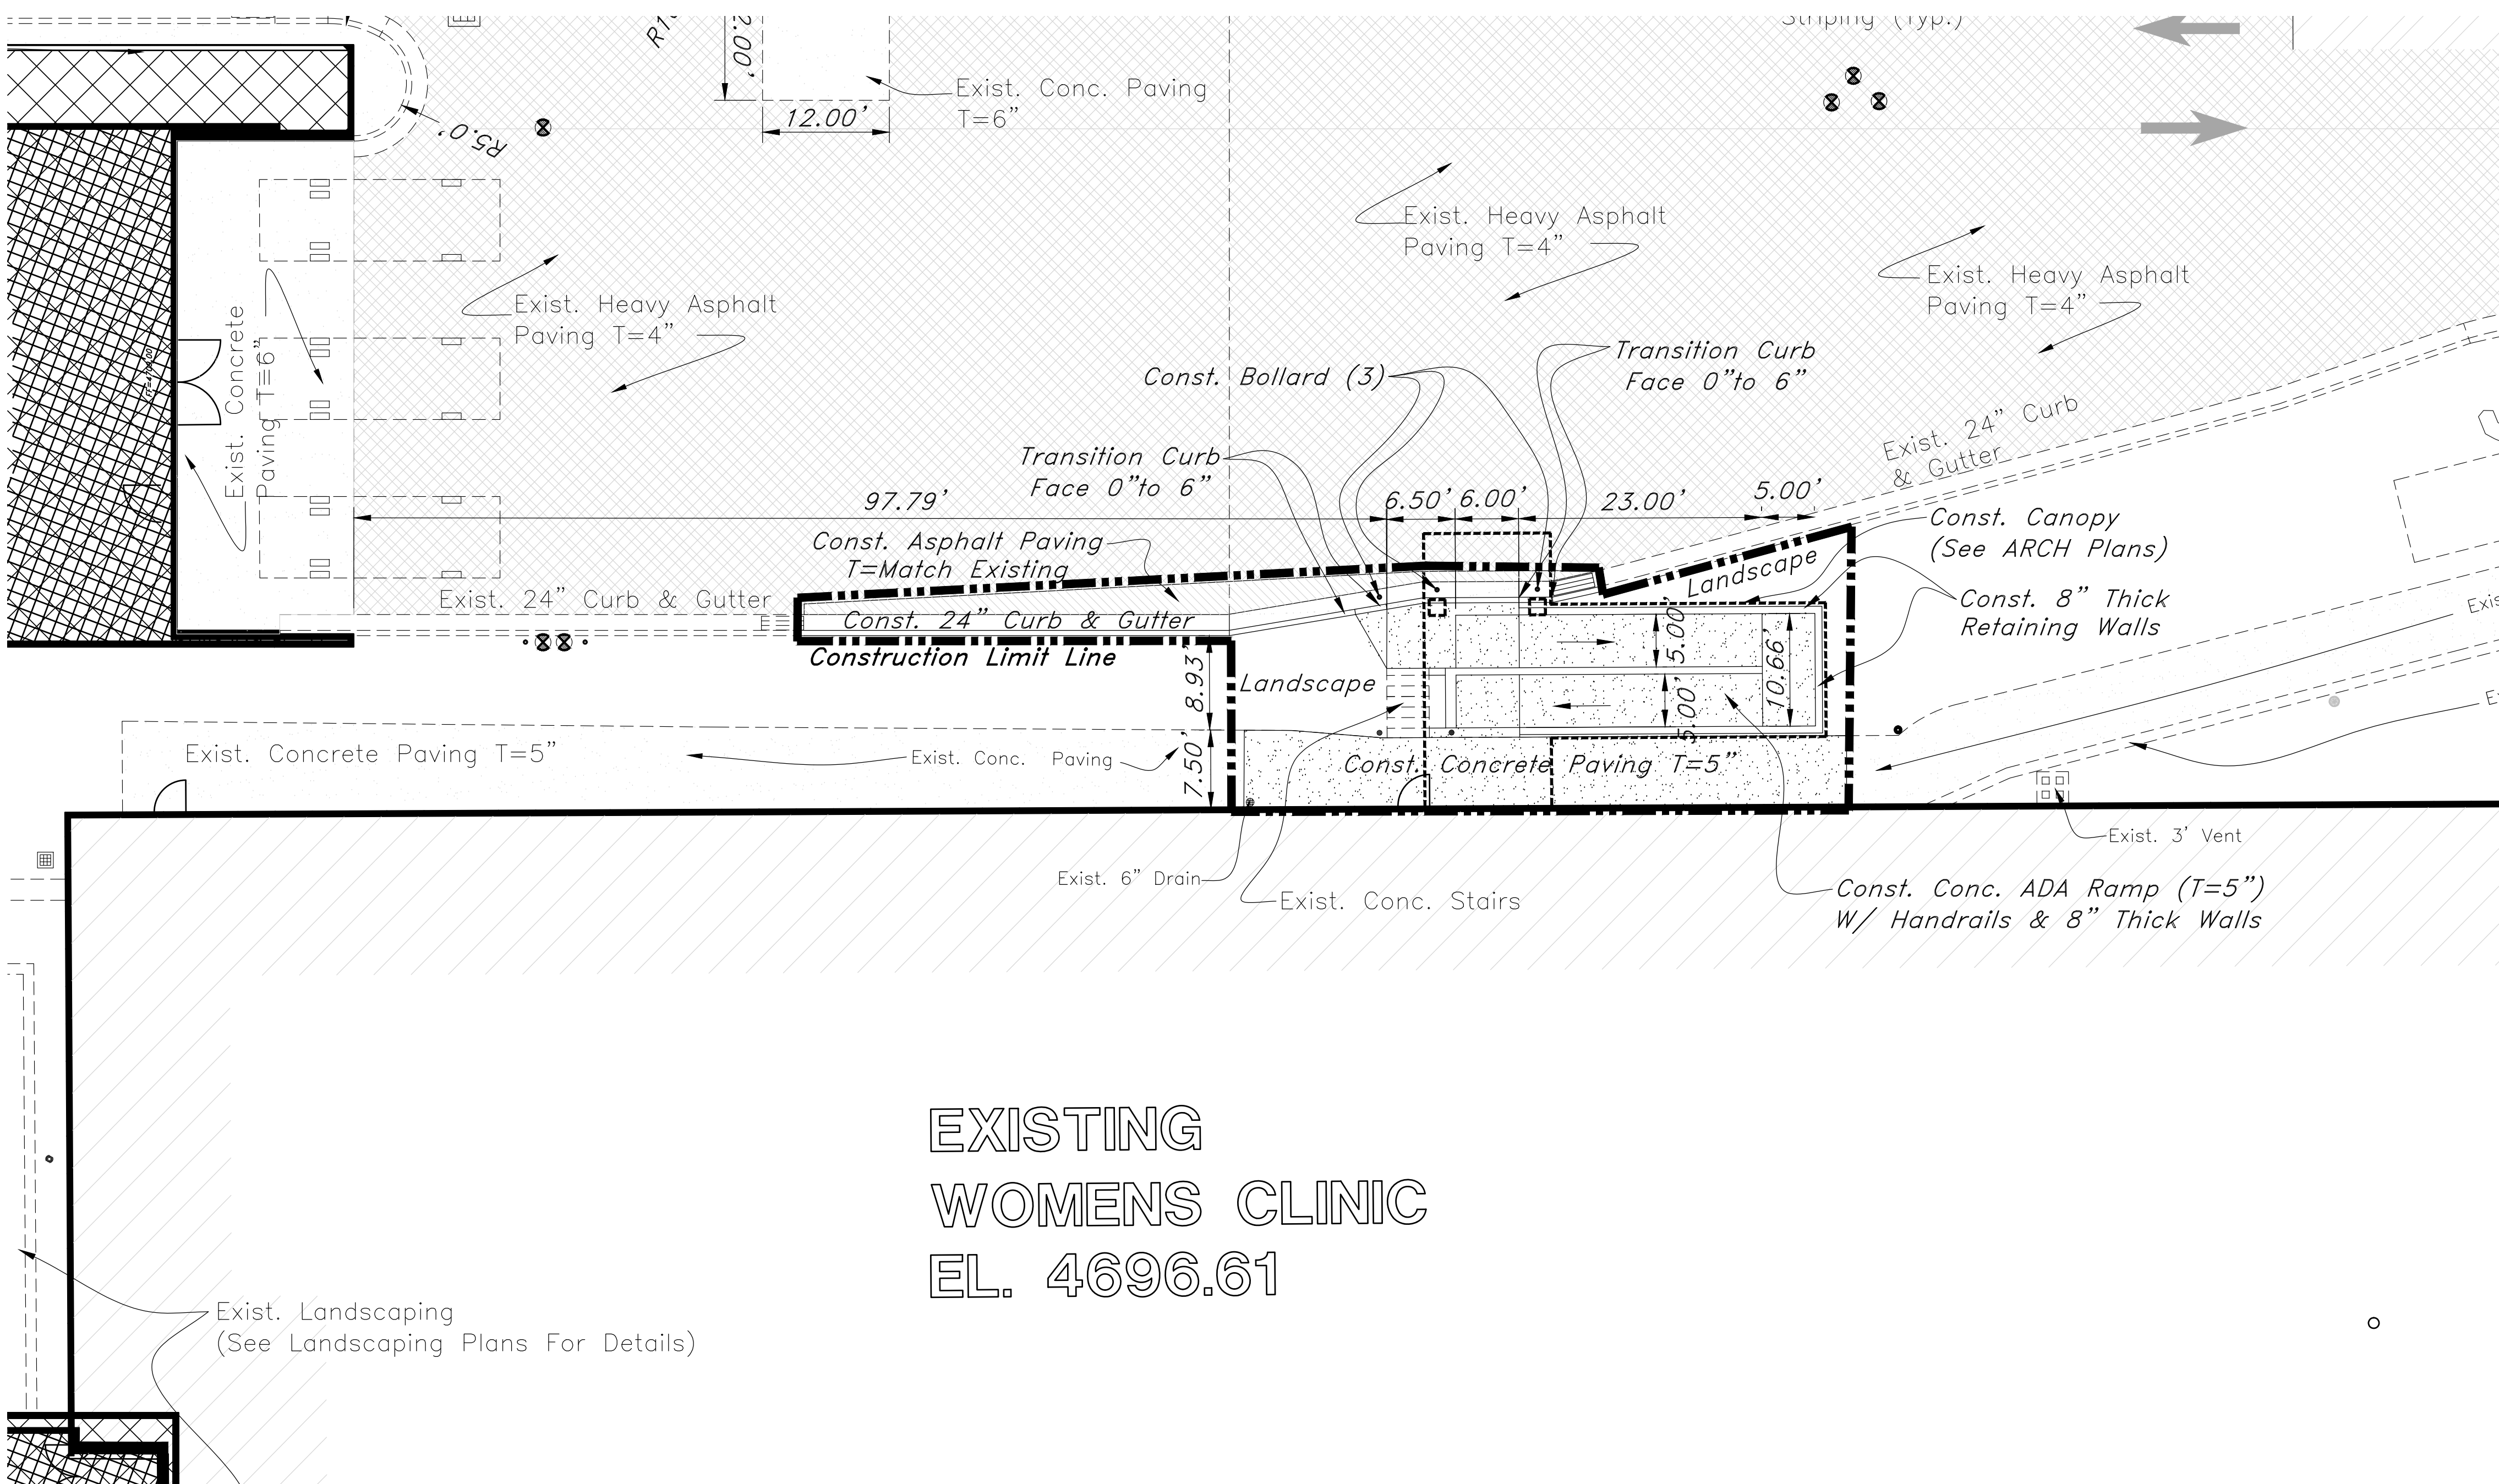 Striping (Typ.)
2.00'
12.00'
Exist. Conc. Paving
T=6"
R5.0'
Exist. Heavy Asphalt
Paving T=4"
Exist. Heavy Asphalt
Paving T=4"
Exist. Heavy Asphalt
Paving T=4"
Exist. Concrete
Paving T=6"
Const. Bollard (3)
Transition Curb
Face 0"to 6"
Transition Curb
Face 0"to 6"
Exist. 24" Curb
& Gutter
97.79'
6.50'
6.00'
23.00'
5.00'
Const. Asphalt Paving
T=Match Existing
Const. Canopy
(See ARCH Plans)
Landscape
Exist. 24" Curb & Gutter
Const. 24" Curb & Gutter
Const. 8" Thick
Retaining Walls
Construction Limit Line
8.93'
Landscape
5.00'
10.66'
5.00'
Exist. Concrete Paving T=5"
Exist. Conc. Paving
7.50'
Const. Concrete Paving T=5"
Exist. 3' Vent
Exist. 6" Drain
Exist. Conc. Stairs
Const. Conc. ADA Ramp (T=5")
W/ Handrails & 8" Thick Walls
EXISTING
WOMENS CLINIC
EL. 4696.61
Exist. Landscaping
(See Landscaping Plans For Details)